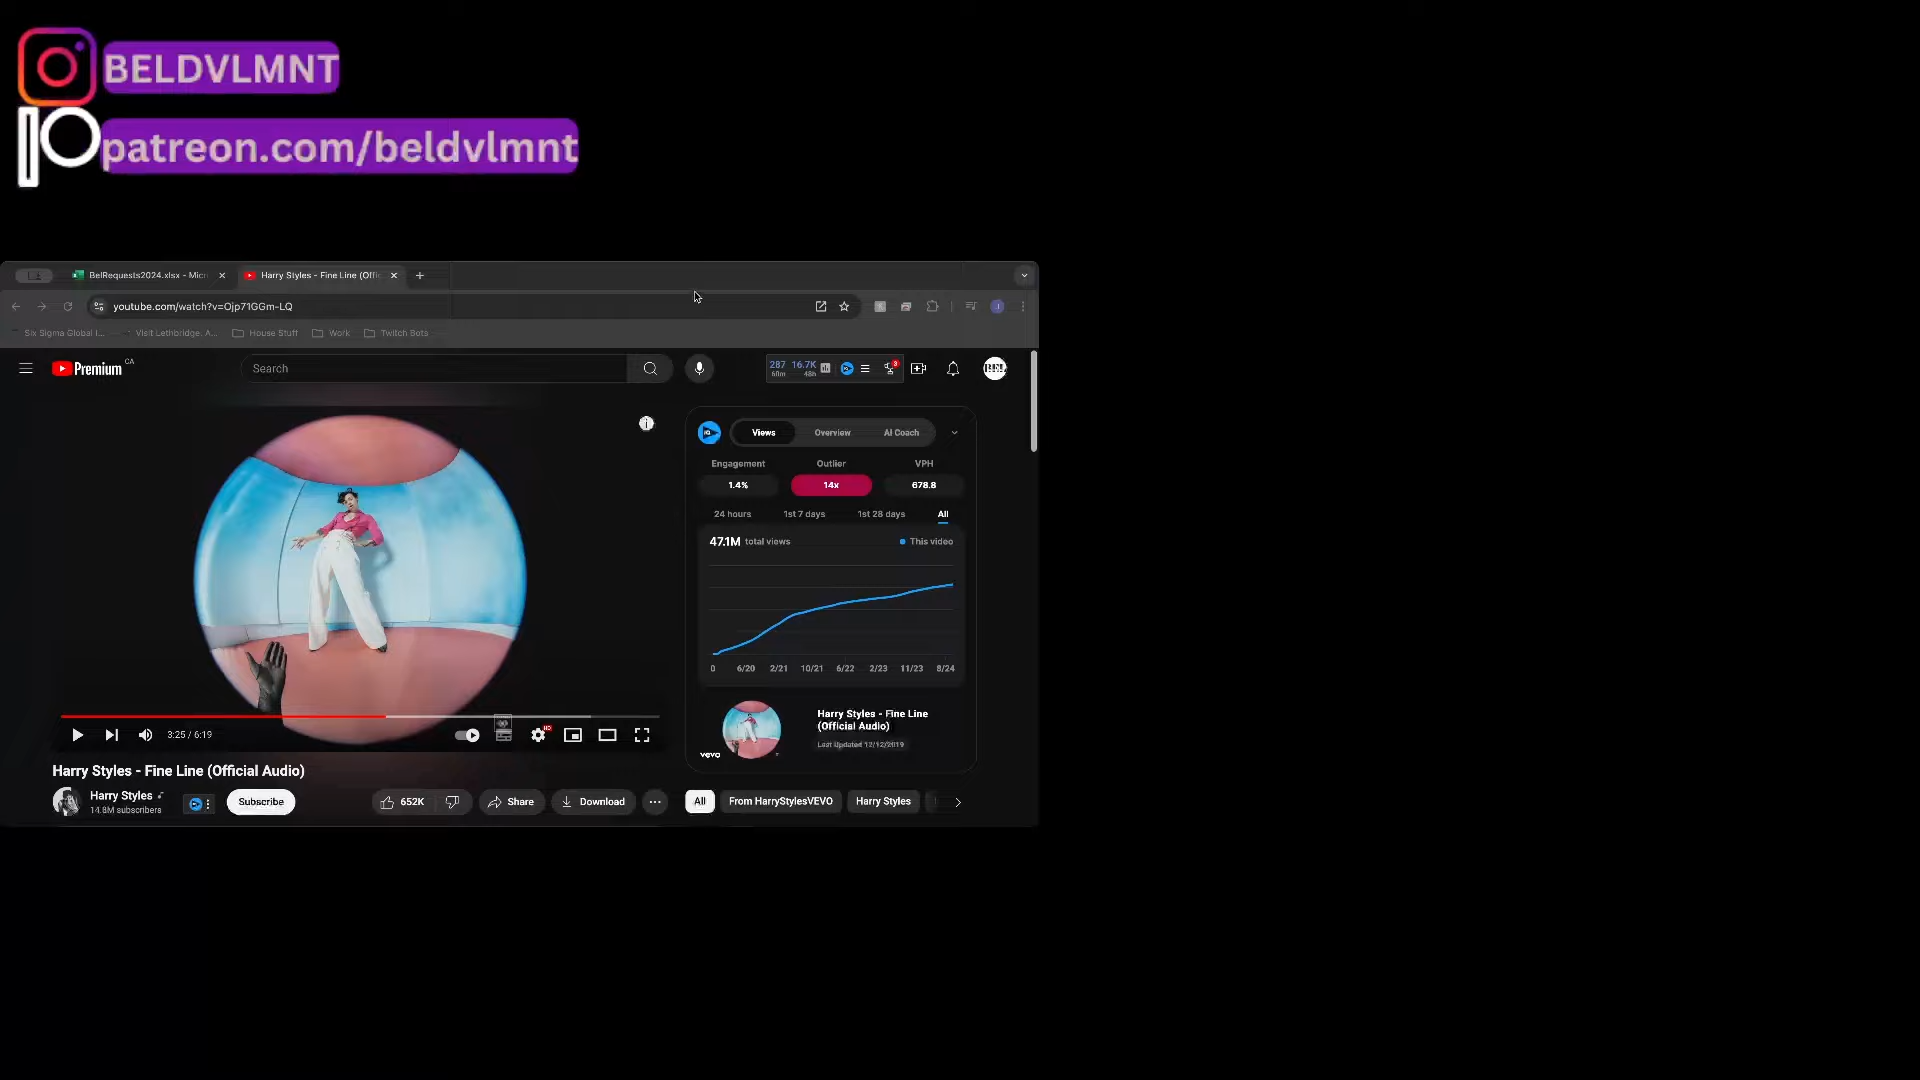 BELDVLMNT
patreon.com/beldvlmnt
BelRequests2024.xlsx - Micr
Harry Styles - Fine Line (Offic
youtube.com/watch?v=Ojp71GGm-LQ
Six Sigma Global I...
Visit Lethbridge, A...
House Stuff
Work
Twitch Bots
Premium CA
Search
287 16.7K
60m 48h
BEL
Views Overview AI Coach
Engagement Outlier VPH
1.4% 14x 678.8
24 hours 1st 7 days 1st 28 days All
47.1M total views This video
0 6/20 2/21 10/21 6/22 2/23 11/23 8/24
Harry Styles - Fine Line
(Official Audio)
Last Updated 12/12/2019
vevo
3:25 / 6:19
HD
Harry Styles - Fine Line (Official Audio)
Harry Styles
14.8M subscribers
Subscribe
652K
Share
Download
All From HarryStylesVEVO Harry Styles